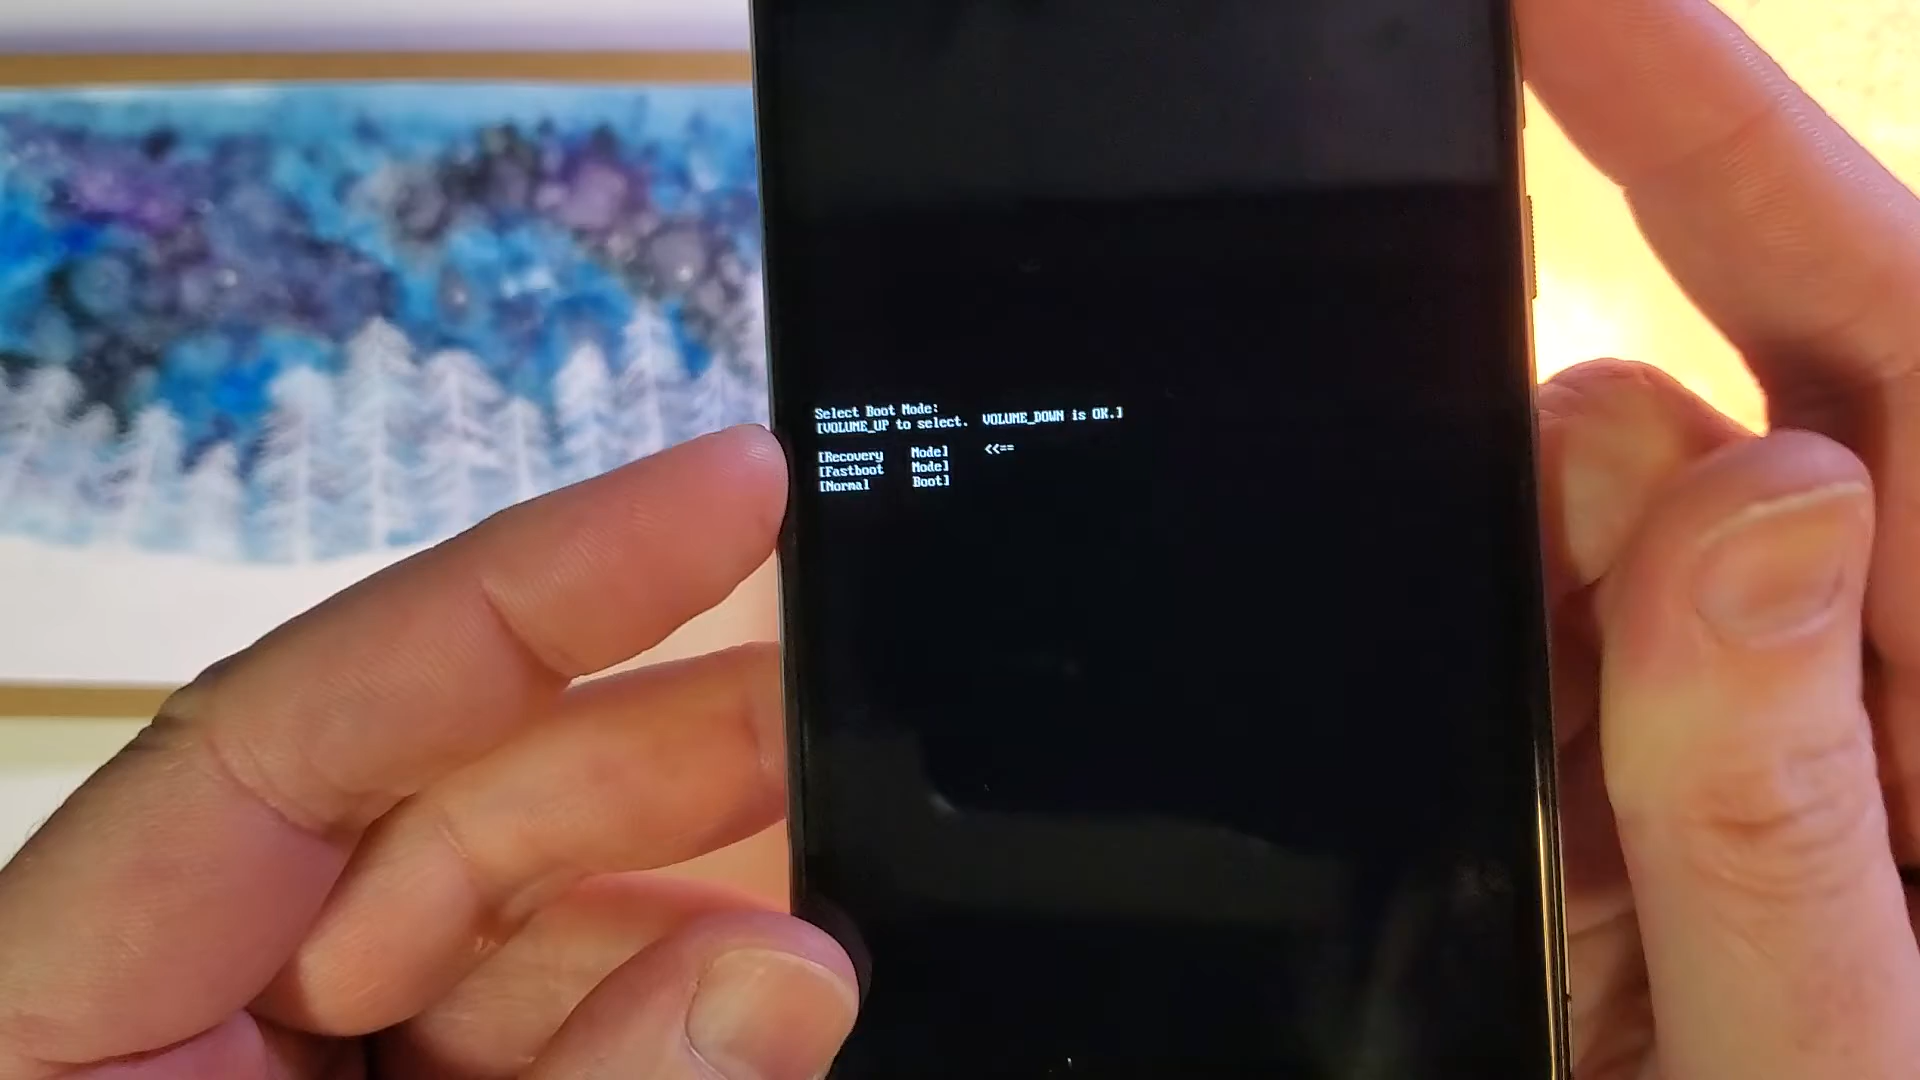 Select Boot Mode:
[VOLUME_UP to select.  VOLUME_DOWN is OK.]
[Recovery    Mode]    <<==
[Fastboot    Mode]
[Normal      Boot]